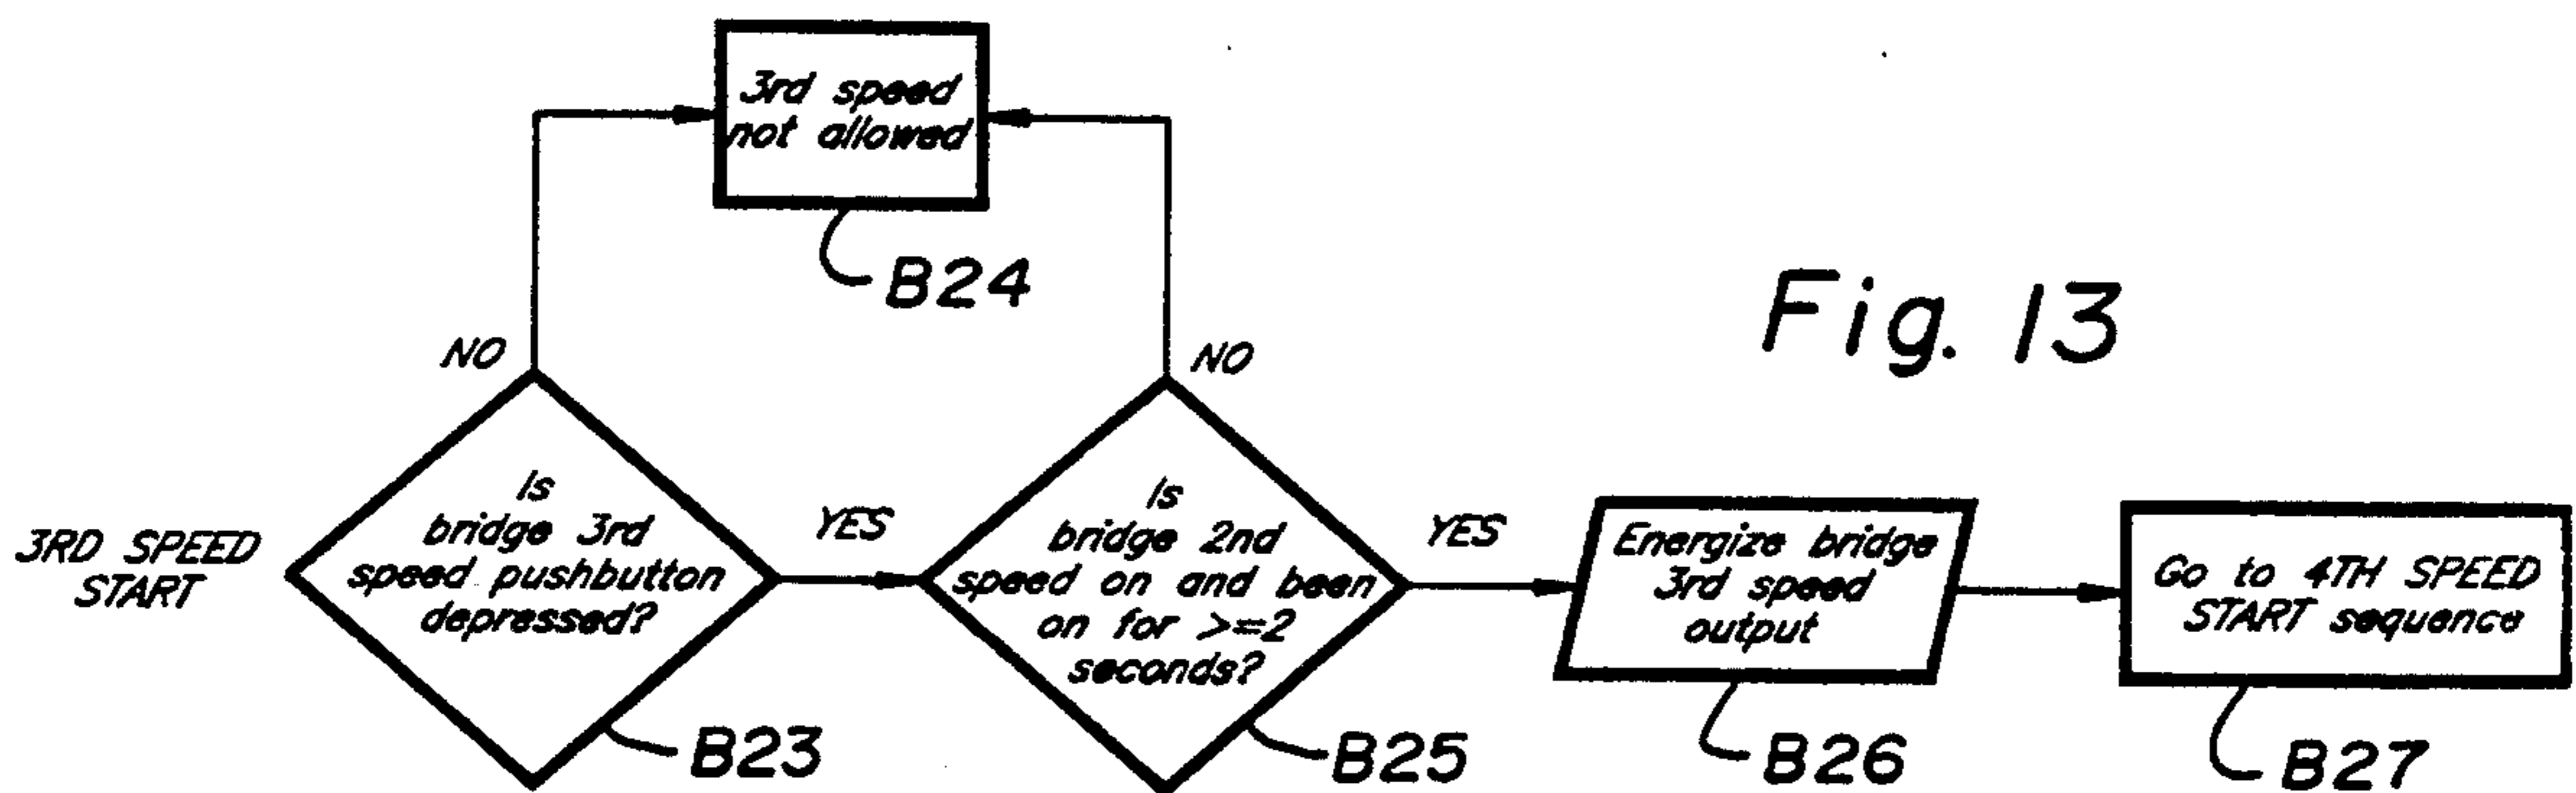 3rd speed
not allowed
B24
Fig. 13
NO
NO
3RD SPEED
START
Is
bridge 3rd
speed pushbutton
depressed?
B23
YES
Is
bridge 2nd
speed on and been
on for >=2
seconds?
B25
YES
Energize bridge
3rd speed
output
B26
Go to 4TH SPEED
START sequence
B27